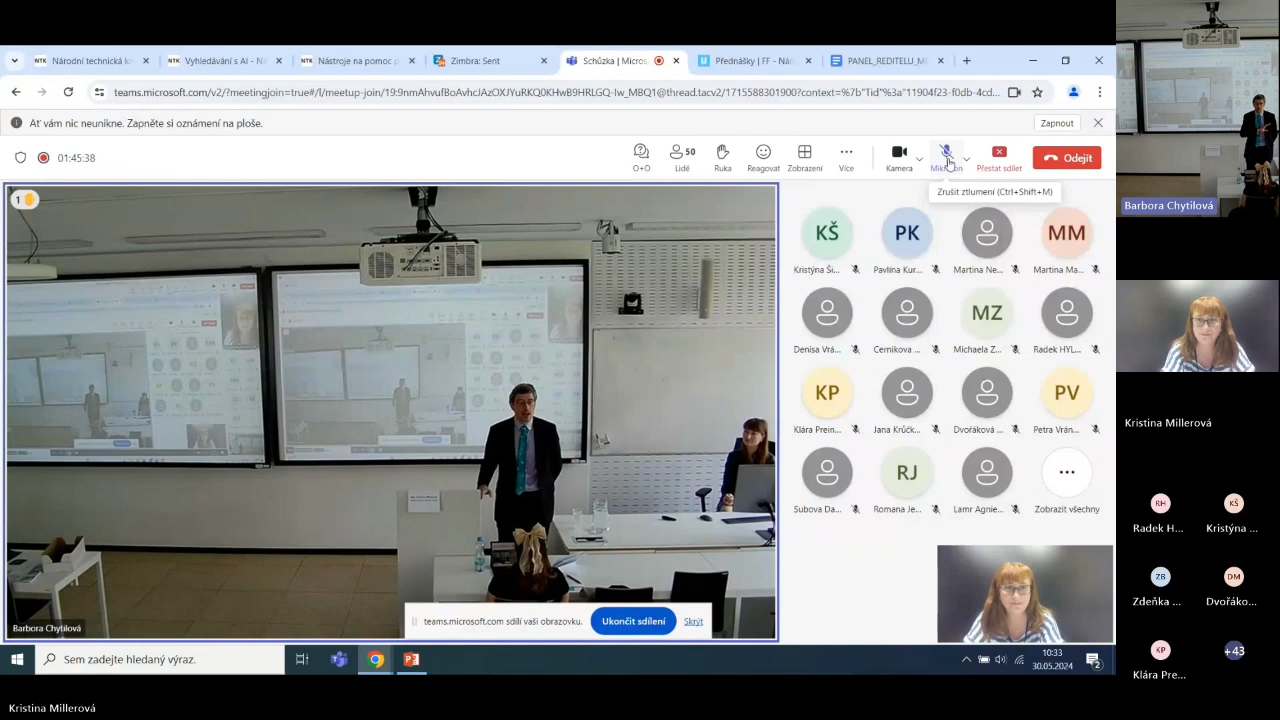 Národní technická kn
Vyhledávání s AI - Ná
Nástroje na pomoc p
Zimbra: Sent
Schůzka | Micros
Přednášky | FF - Nár
PANEL_REDITELU_M
teams.microsoft.com/v2/?meetingjoin=true#/l/meetup-join/19:9nmAhvufBoAvhcJAzOXJYuRKQ0KHwB9HRLGQ-Iw_MBQ1@thread.tacv2/1715588301900?context=%7b"Tid"%3a"11904f23-f0db-4cd...
Ať vám nic neunikne. Zapněte si oznámení na ploše.
Zapnout
01:45:38
50
O+O
Lidé
Ruka
Reagovat
Zobrazení
Více
Kamera
Přestat sdílet
Odejít
Zrušit ztlumení (Ctrl+Shift+M)
1
KŠ
PK
MM
Kristýna Ši...
Pavlína Kur...
Martina Ne...
Martina Ma...
MZ
Denisa Vrá...
Cernikova ...
Michaela Z...
Radek HYL...
KP
PV
Klára Prein...
Jana Krůčk...
Dvořáková ...
Petra Vrán...
RJ
Subova Da...
Romana Je...
Lamr Agnie...
Zobrazit všechny
Barbora Chytilová
teams.microsoft.com sdílí vaši obrazovku.
Ukončit sdílení
Skrýt
Sem zadejte hledaný výraz.
10:33
30.05.2024
2
Barbora Chytilová
Kristina Millerová
RH
KŠ
Radek H...
Kristýna ...
ZB
DM
Zdeňka ...
Dvořáko...
KP
+43
Klára Pre...
Kristina Millerová